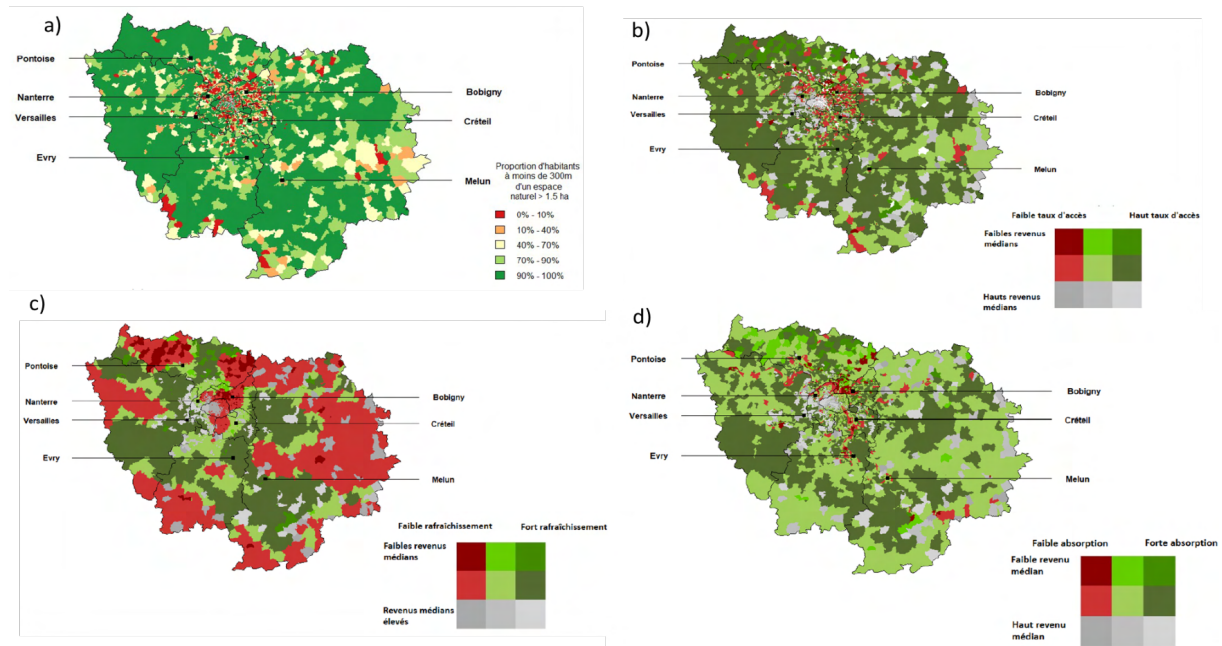 a)
Pontoise
Nanterre
Versailles
Evry
Bobigny
Créteil
Melun
Proportion d'habitants
à moins de 300m
d'un espace
naturel > 1.5 ha
0% - 10%
10% - 40%
40% - 70%
70% - 90%
90% - 100%
b)
Pontoise
Nanterre
Versailles
Evry
Bobigny
Créteil
Melun
Faible taux d'accès
Haut taux d'accès
Faibles revenus
médians
Hauts revenus
médians
c)
Pontoise
Nanterre
Versailles
Evry
Bobigny
Créteil
Melun
Faible rafraîchissement
Fort rafraîchissement
Faibles revenus
médians
Revenus médians
élevés
d)
Pontoise
Nanterre
Versailles
Evry
Bobigny
Créteil
Melun
Faible absorption
Forte absorption
Faible revenu
médian
Haut revenu
médian